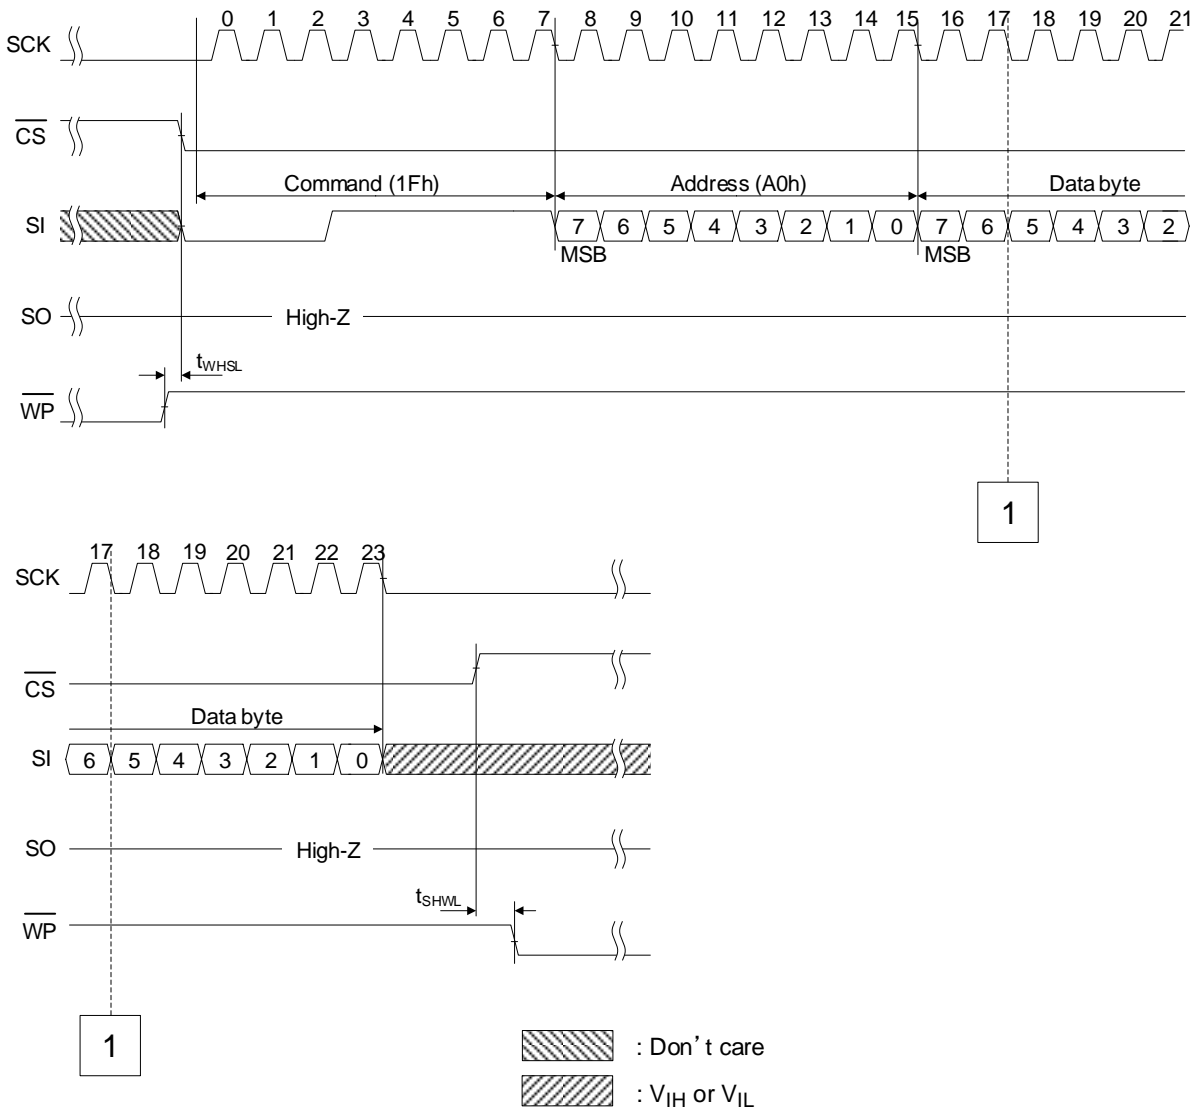 0 1 2 3 4 5 6 7 8 9 10 11 12 13 14 15 16 17 18 19 20 21
SCK
CS
Command (1Fh) Address (A0h) Data byte
SI 7 6 5 4 3 2 1 0 7 6 5 4 3 2
MSB MSB
SO High-Z
tWHSL
WP
1
17 18 19 20 21 22 23
SCK
CS
Data byte
SI 6 5 4 3 2 1 0
SO High-Z
tSHWL
WP
1
: Don't care
: VIH or VIL